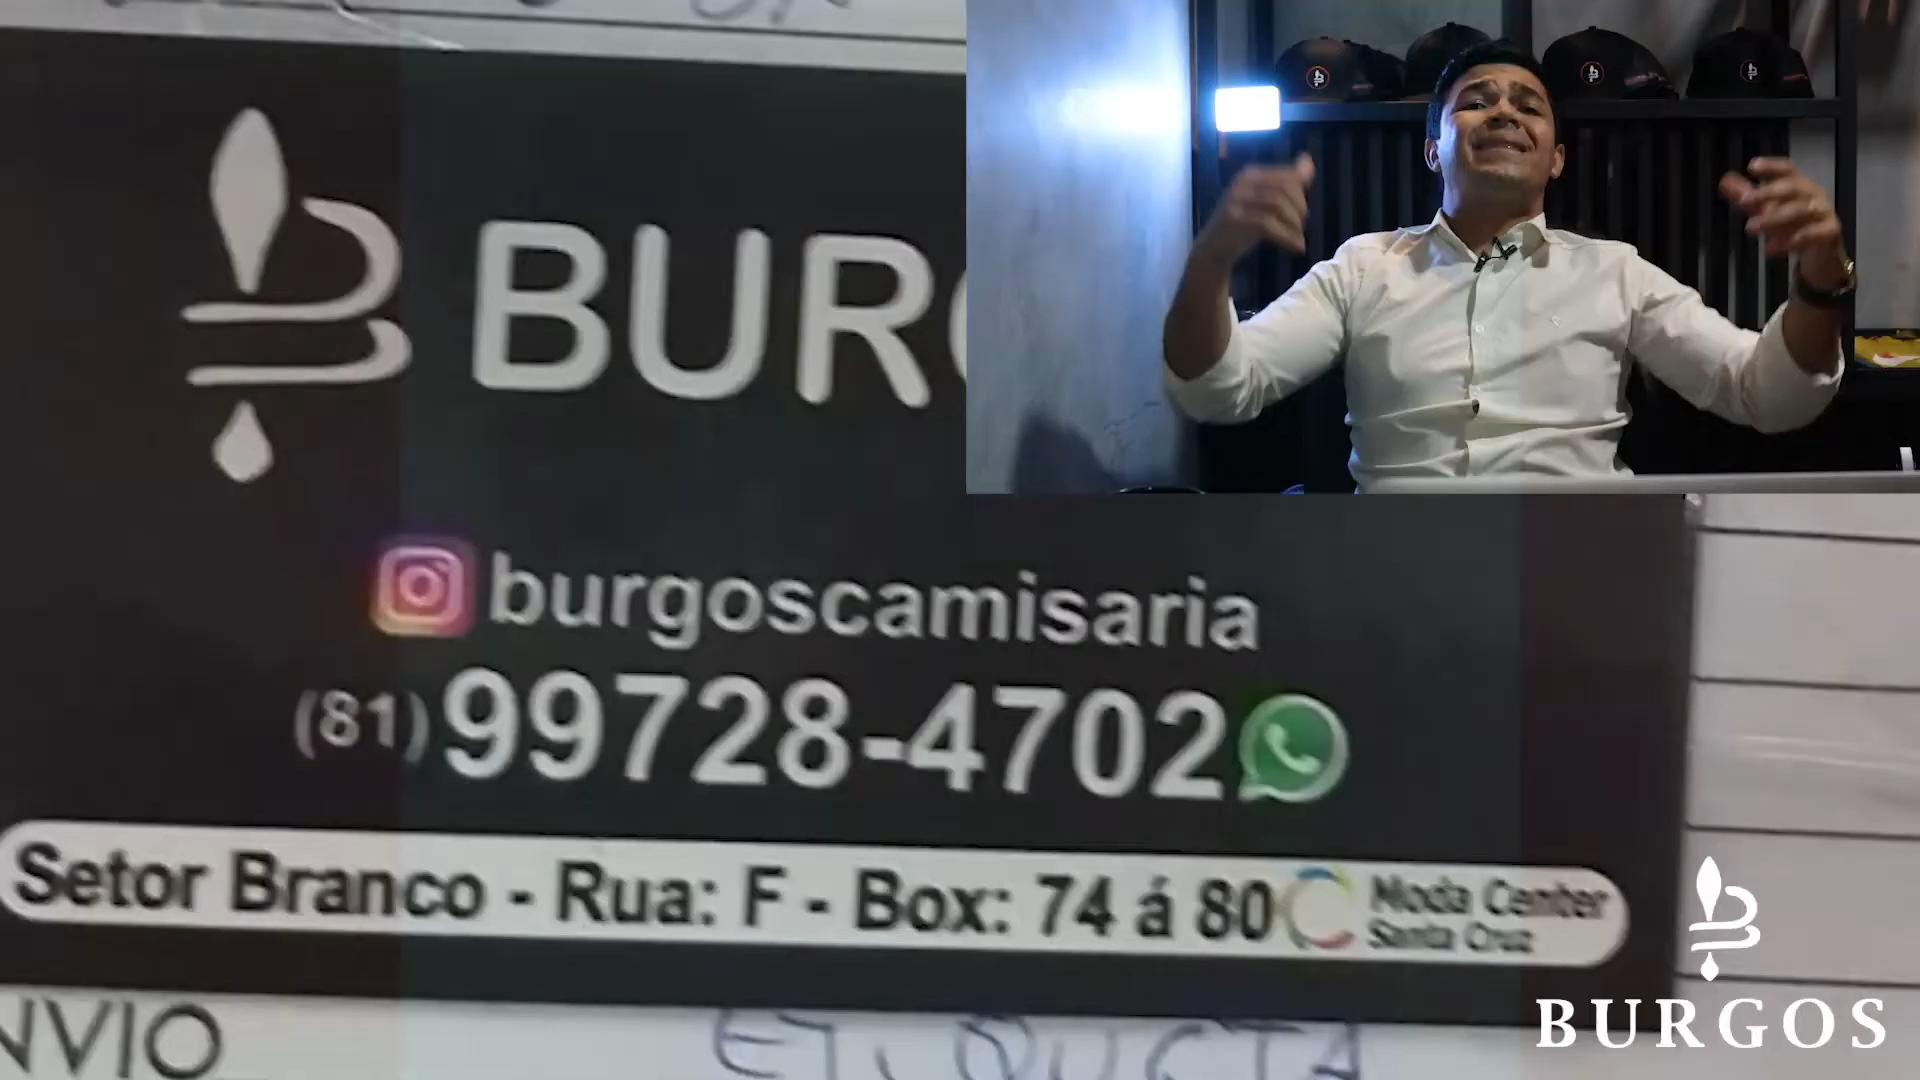 BURG
burgoscamisaria
(81) 99728-4702
Setor Branco - Rua: F - Box: 74 á 80
Moda Center
Santa Cruz
NVIO
BURGOS